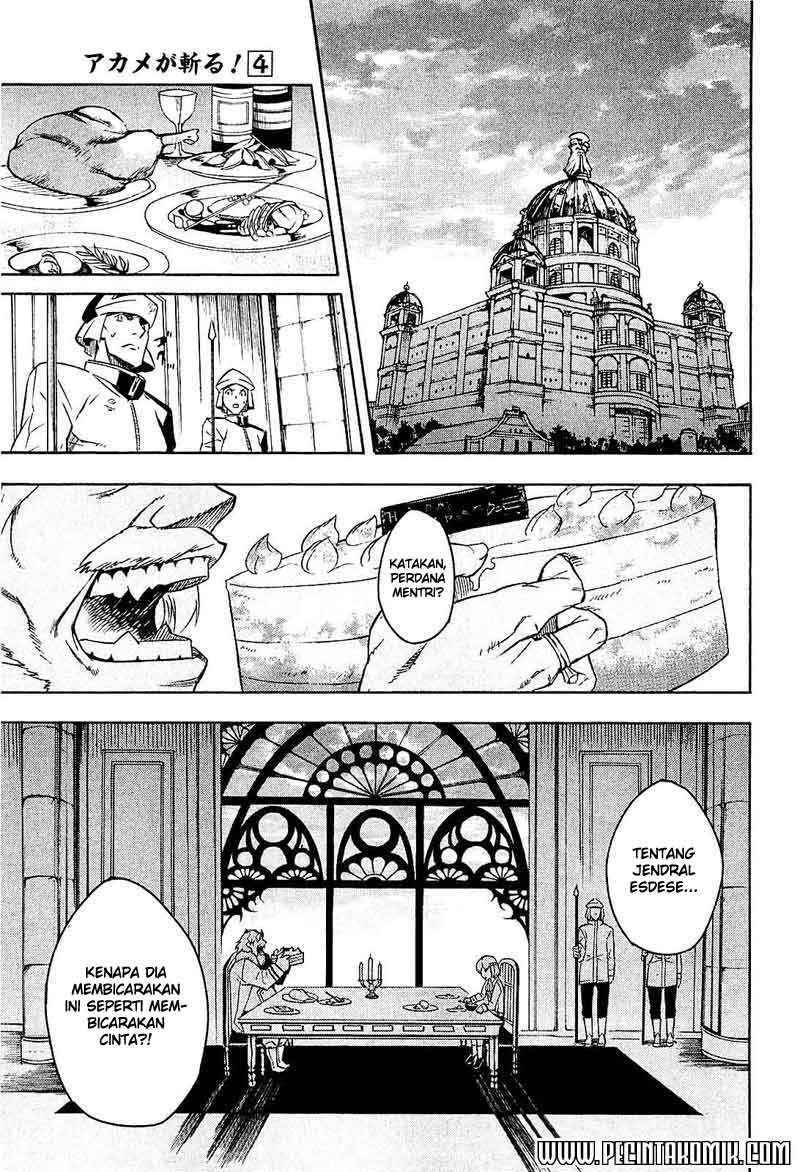 アカメが斬る！ 4
KATAKAN,
PERDANA
MENTRI?
TENTANG
JENDRAL
ESDESE...
KENAPA DIA
MEMBICARAKAN
INI SEPERTI MEM-
BICARAKAN
CINTA?!
WWW.PECINTAKOMIK.COM